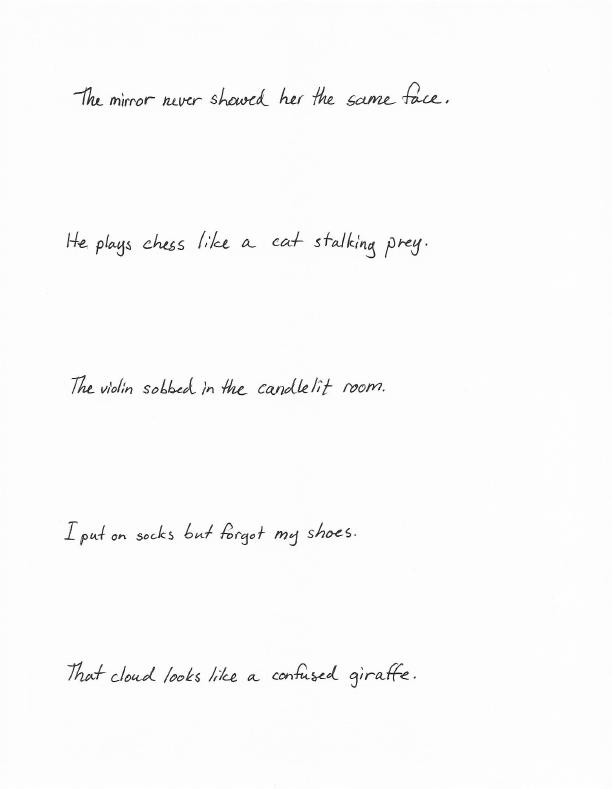 The mirror never showed her the same face.
He plays chess like a cat stalking prey.
The violin sobbed in the candlelit room.
I put on socks but forgot my shoes.
That cloud looks like a confused giraffe.